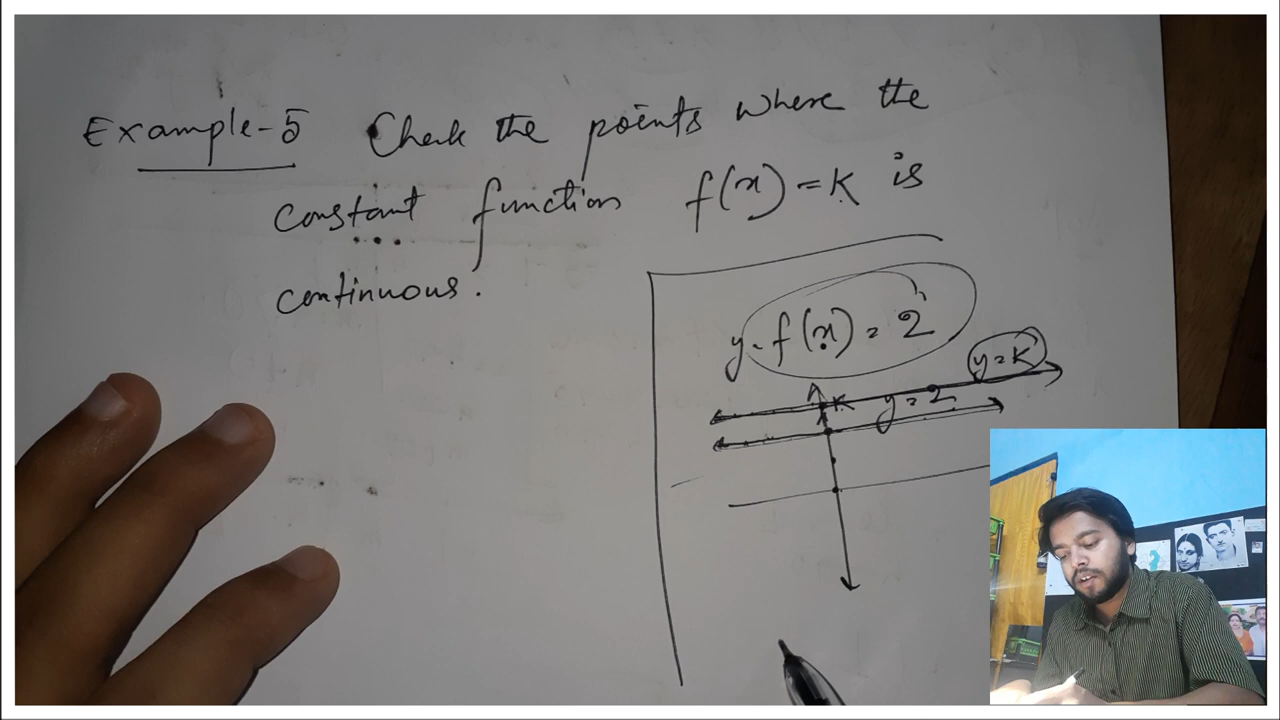 Example-5 Check the points where the
constant function f(x)=K is
continuous.
y=f(x)=2
y=K
K
y=2